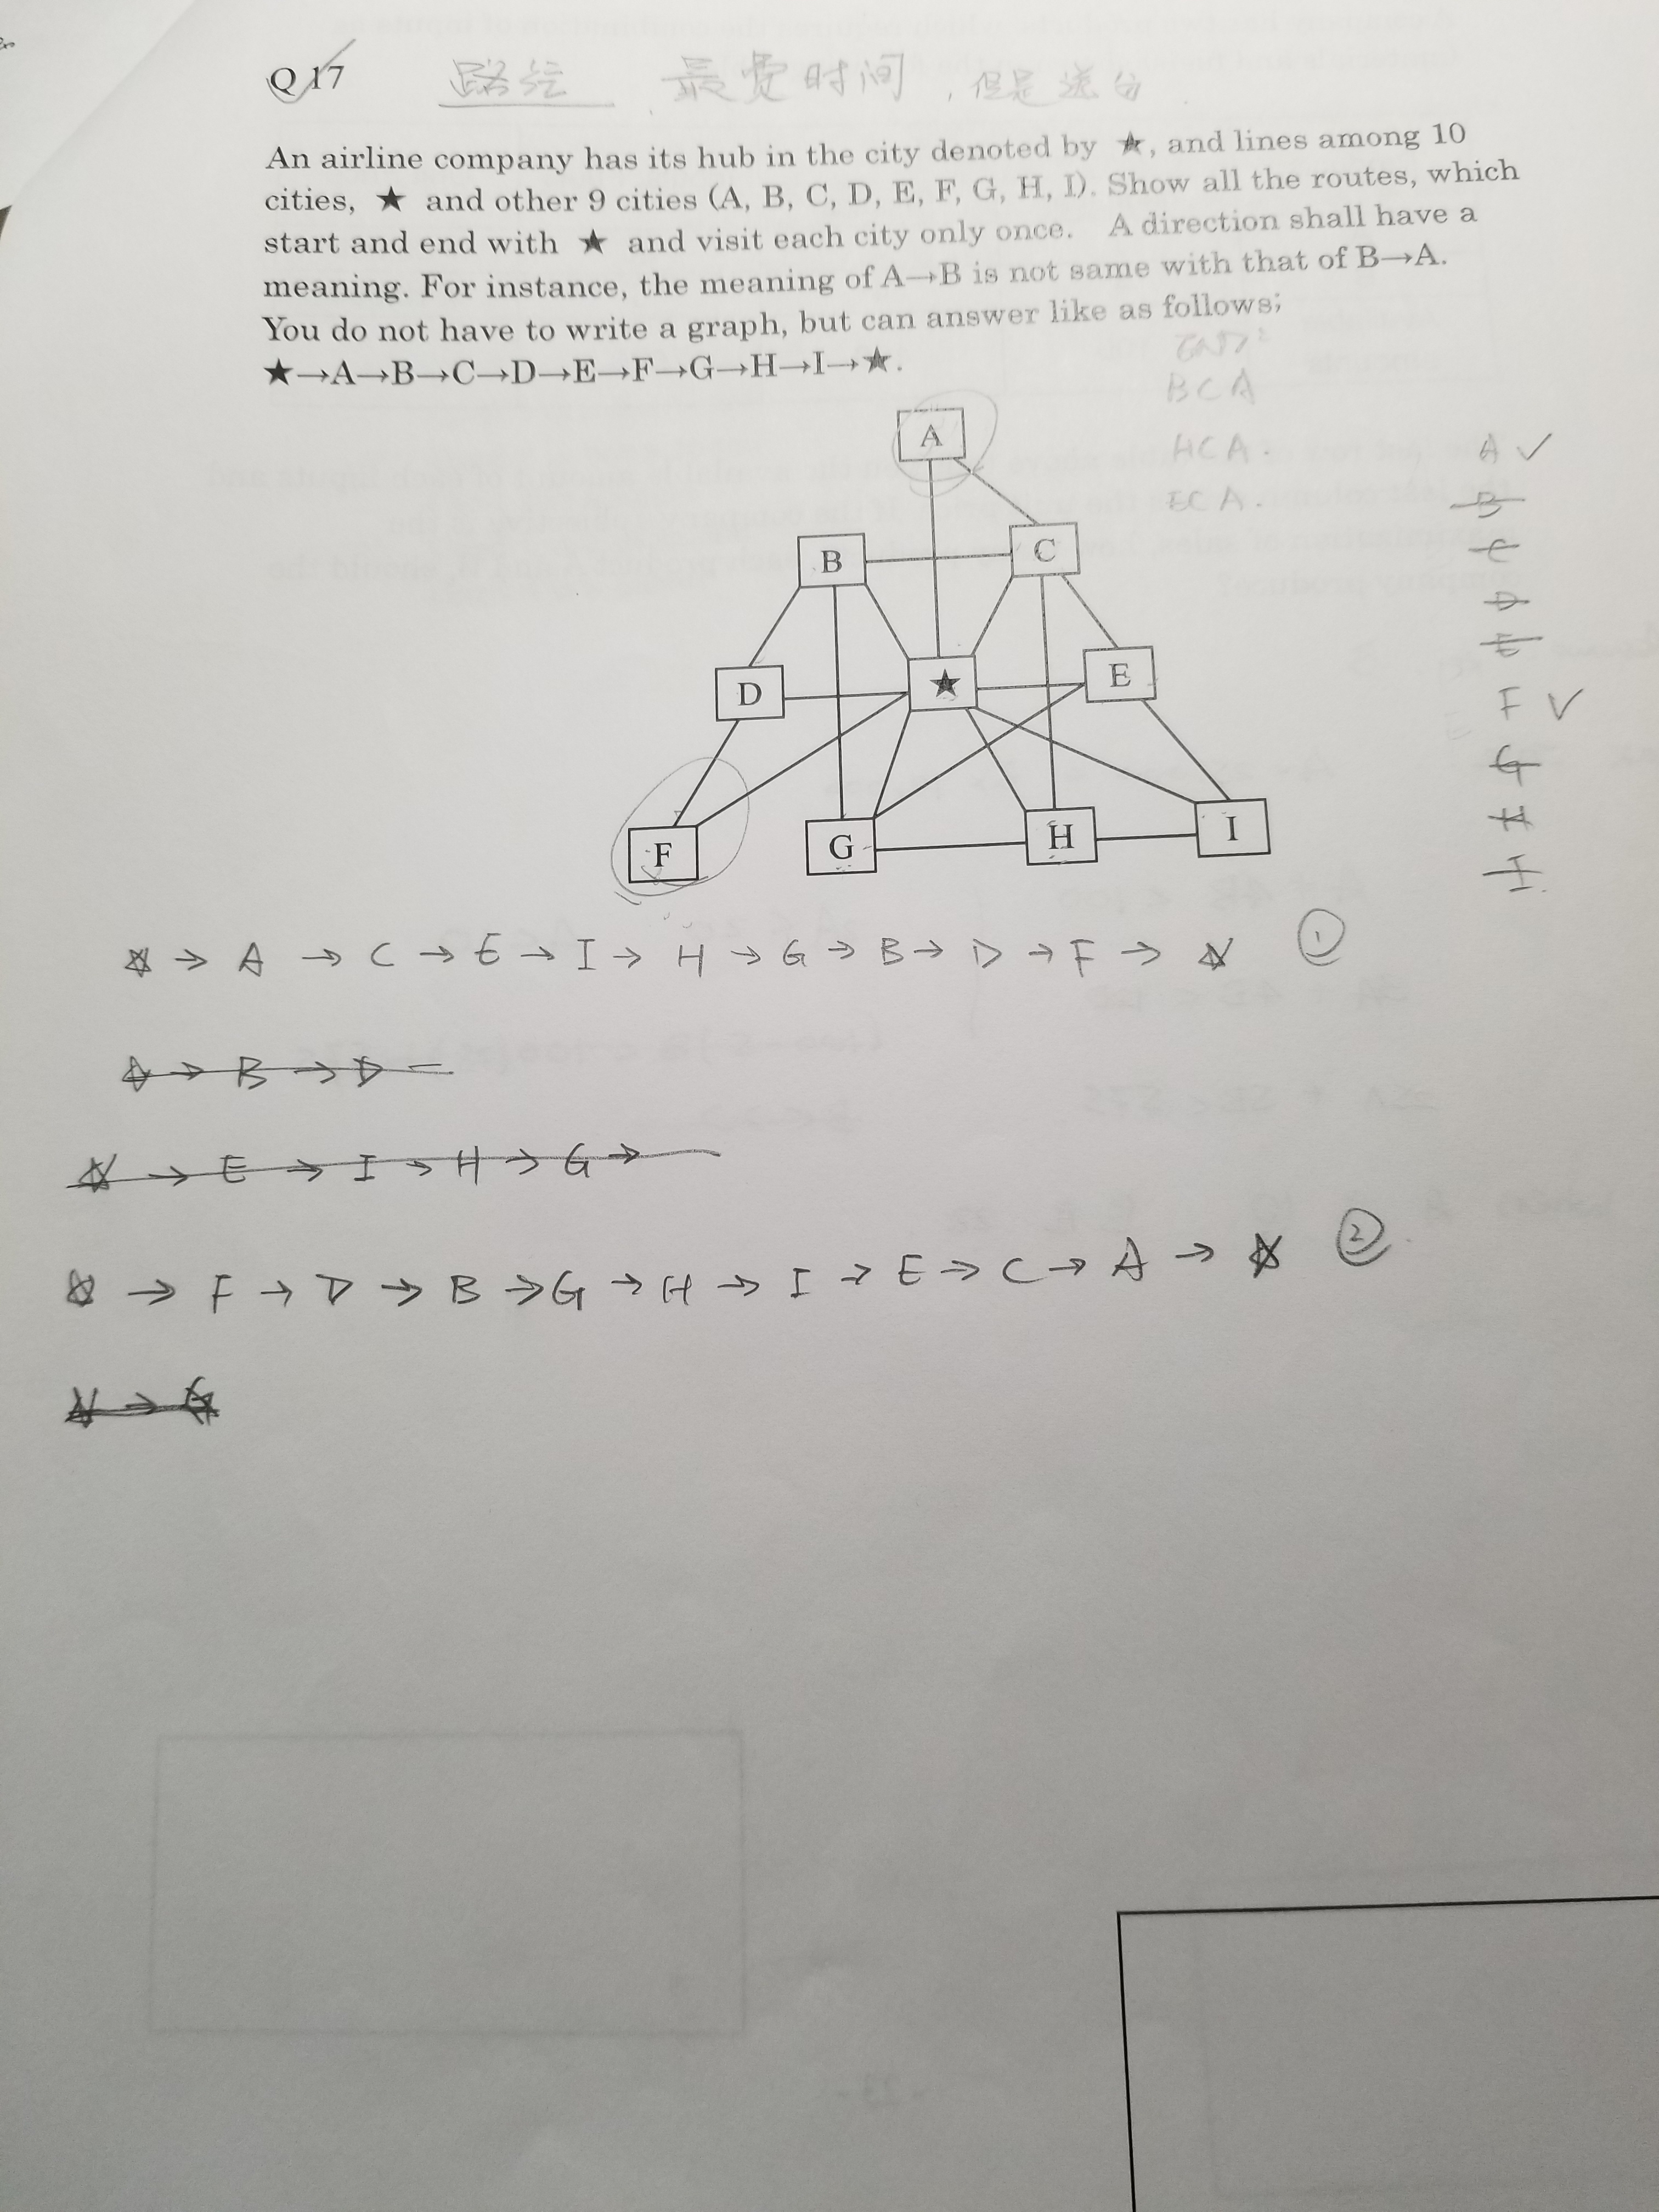 Q 17 路线 最费时间,但是送分
An airline company has its hub in the city denoted by ★, and lines among 10
cities, ★ and other 9 cities (A, B, C, D, E, F, G, H, I). Show all the routes, which
start and end with ★ and visit each city only once. A direction shall have a
meaning. For instance, the meaning of A→B is not same with that of B→A.
You do not have to write a graph, but can answer like as follows;
★→A→B→C→D→E→F→G→H→I→★.
BCA
HCA.
ECA.
A
B
C
D
★
E
F
G
H
I
A ✓
B
C
D
E
F ✓
G
H
I
☆ → A → C → E → I → H → G → B → D → F → ☆ ①
☆ → B → D
☆ → E → I → H → G →
☆ → F → D → B → G → H → I → E → C → A → ☆ ②
☆ → G